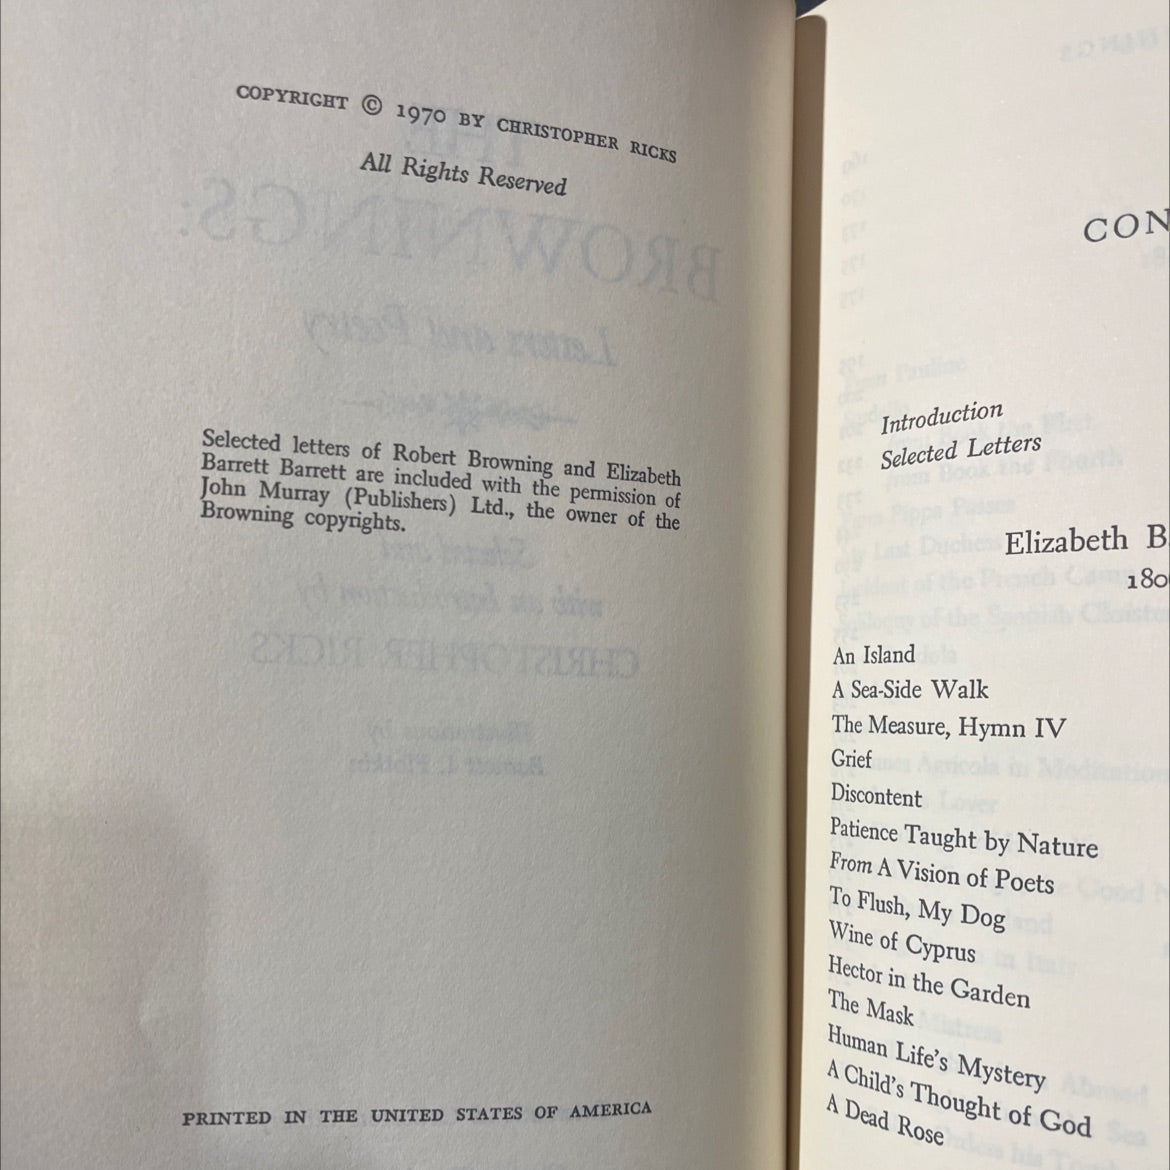 COPYRIGHT © 1970 BY CHRISTOPHER RICKS
All Rights Reserved
Selected letters of Robert Browning and Elizabeth
Barrett Barrett are included with the permission of
John Murray (Publishers) Ltd., the owner of the
Browning copyrights.
PRINTED IN THE UNITED STATES OF AMERICA
CON
Introduction
Selected Letters
Elizabeth B
180
An Island
A Sea-Side Walk
The Measure, Hymn IV
Grief
Discontent
Patience Taught by Nature
From A Vision of Poets
To Flush, My Dog
Wine of Cyprus
Hector in the Garden
The Mask
Human Life's Mystery
A Child's Thought of God
A Dead Rose